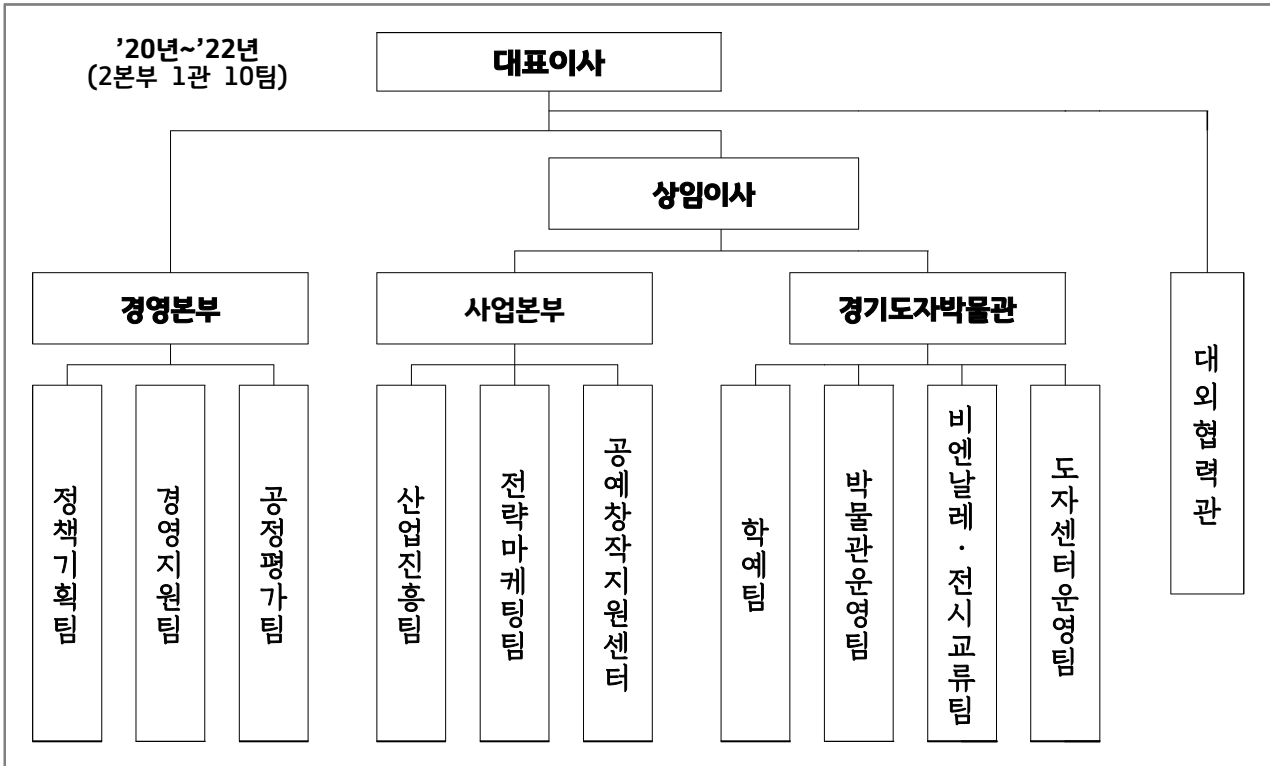 ’20년~’22년
(2본부 1관 10팀)
대표이사
상임이사
경영본부
사업본부
경기도자박물관
대외협력관
정책기획팀
경영지원팀
공정평가팀
산업진흥팀
전략마케팅팀
공예창작지원센터
학예팀
박물관운영팀
비엔날레·전시교류팀
도자센터운영팀